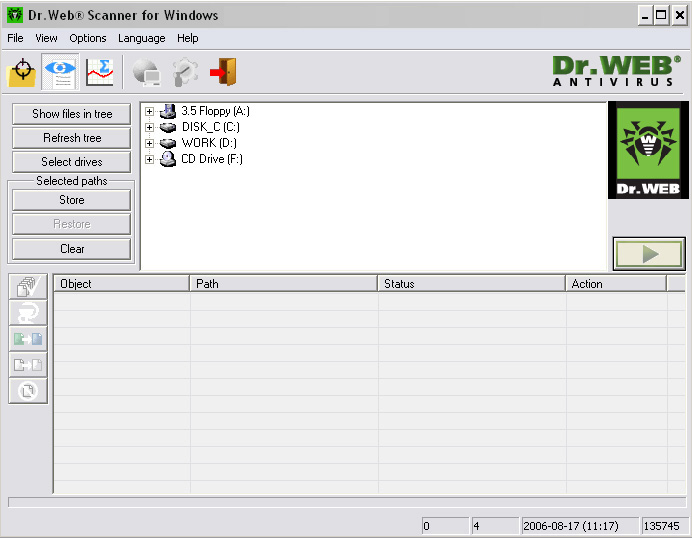 Dr.Web® Scanner for Windows
File View Options Language Help
Dr.WEB®
ANTIVIRUS
Show files in tree
Refresh tree
Select drives
Selected paths
Store
Restore
Clear
3.5 Floppy (A:)
DISK_C (C:)
WORK (D:)
CD Drive (F:)
Dr.WEB
Object Path Status Action
0 4 2006-08-17 (11:17) 135745